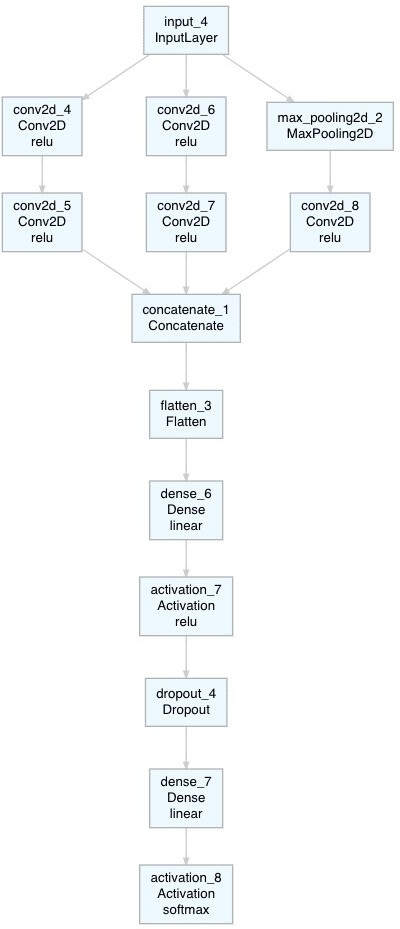 input_4
InputLayer
conv2d_4
Conv2D
relu
conv2d_6
Conv2D
relu
max_pooling2d_2
MaxPooling2D
conv2d_5
Conv2D
relu
conv2d_7
Conv2D
relu
conv2d_8
Conv2D
relu
concatenate_1
Concatenate
flatten_3
Flatten
dense_6
Dense
linear
activation_7
Activation
relu
dropout_4
Dropout
dense_7
Dense
linear
activation_8
Activation
softmax